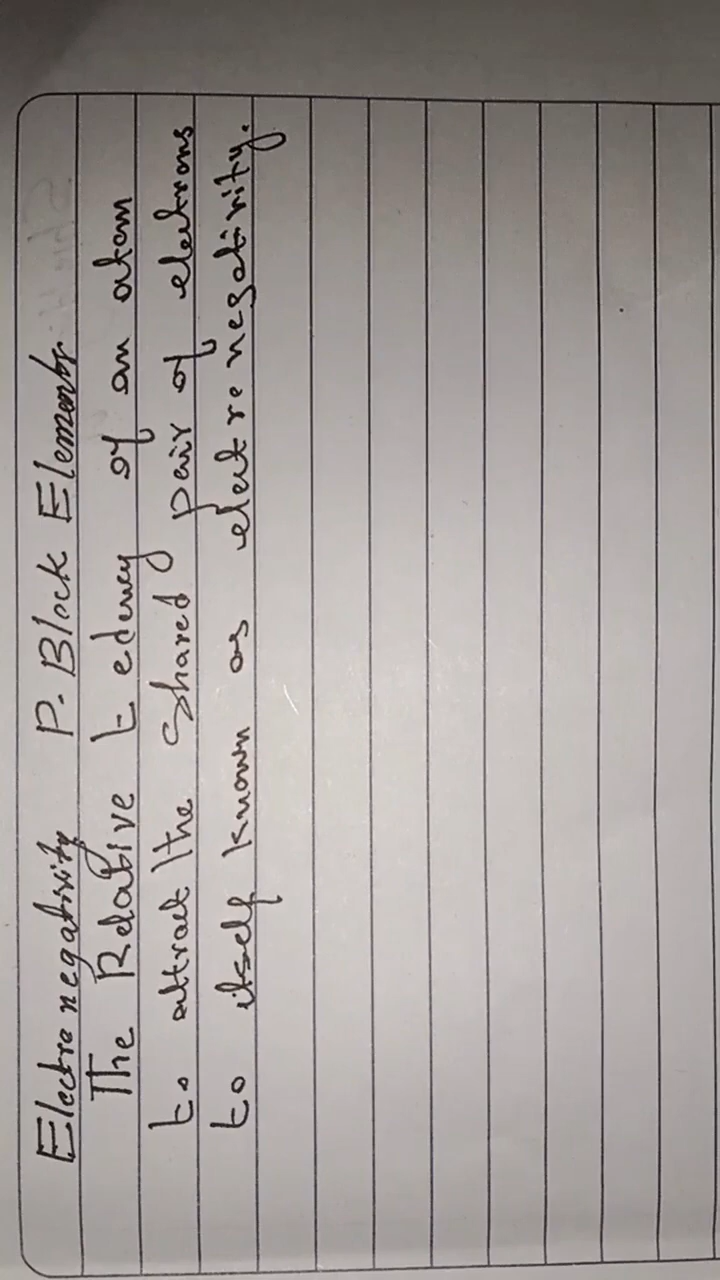 Electronegativity P. Block Elements
The Relative tedency of an atom
to attract the shared pair of electrons
to itself known as electronegativity.